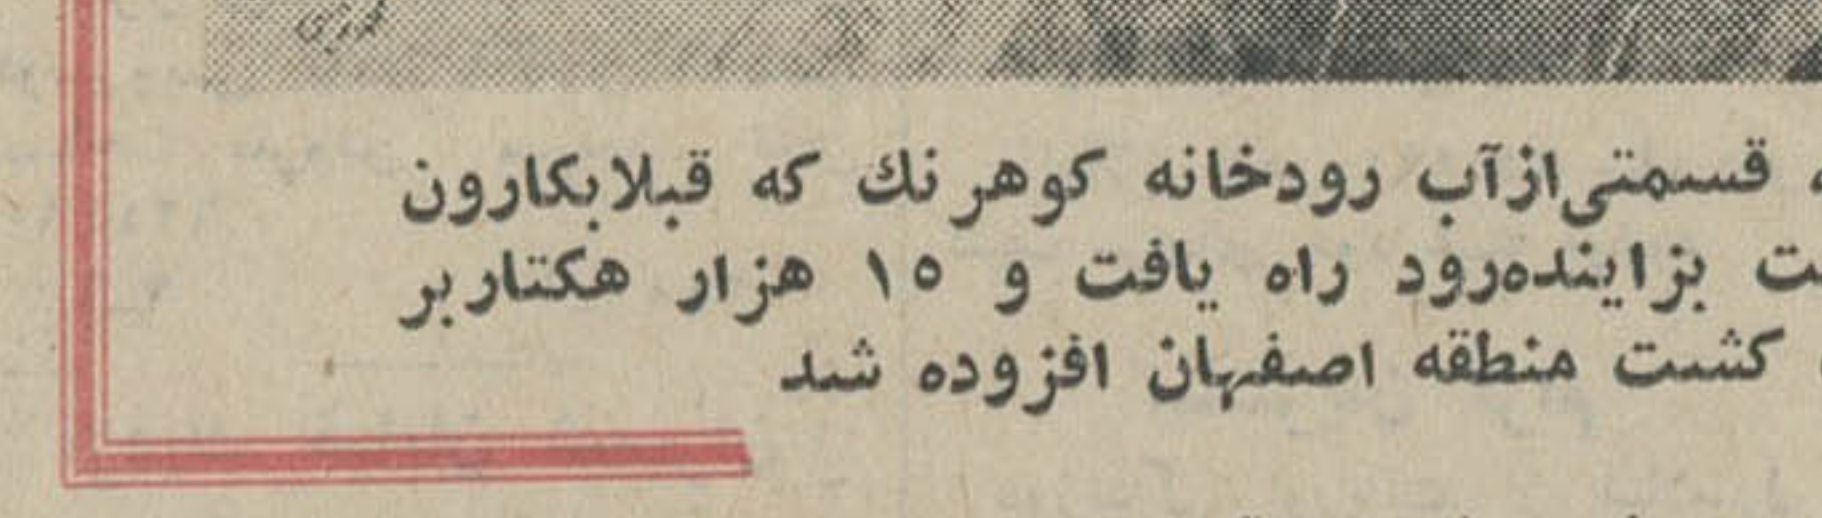 قسمتی‌ازآب رودخانه کوهرنك که قبلابکارون
بزاینده‌رود راه یافت و ۱۵ هزار هکتاربر
کشت منطقه اصفهان افزوده شد